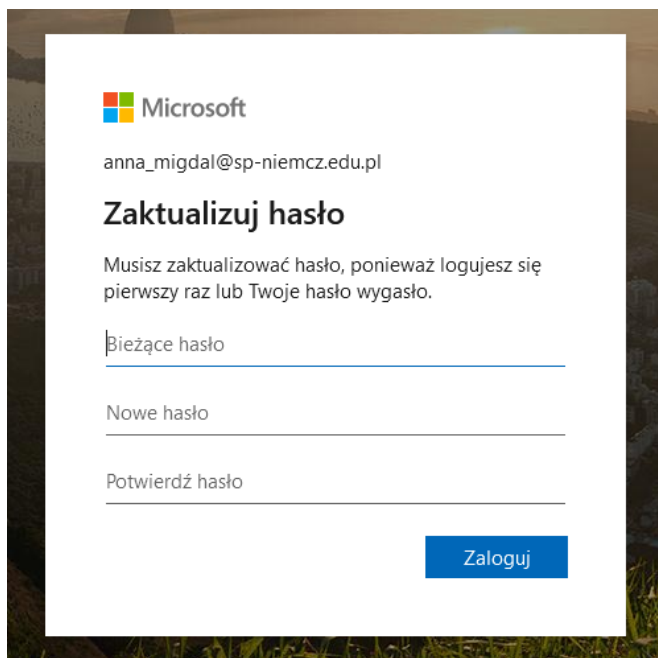 Microsoft
anna_migdal@sp-niemcz.edu.pl
Zaktualizuj hasło
Musisz zaktualizować hasło, ponieważ logujesz się
pierwszy raz lub Twoje hasło wygasło.
Bieżące hasło
Nowe hasło
Potwierdź hasło
Zaloguj